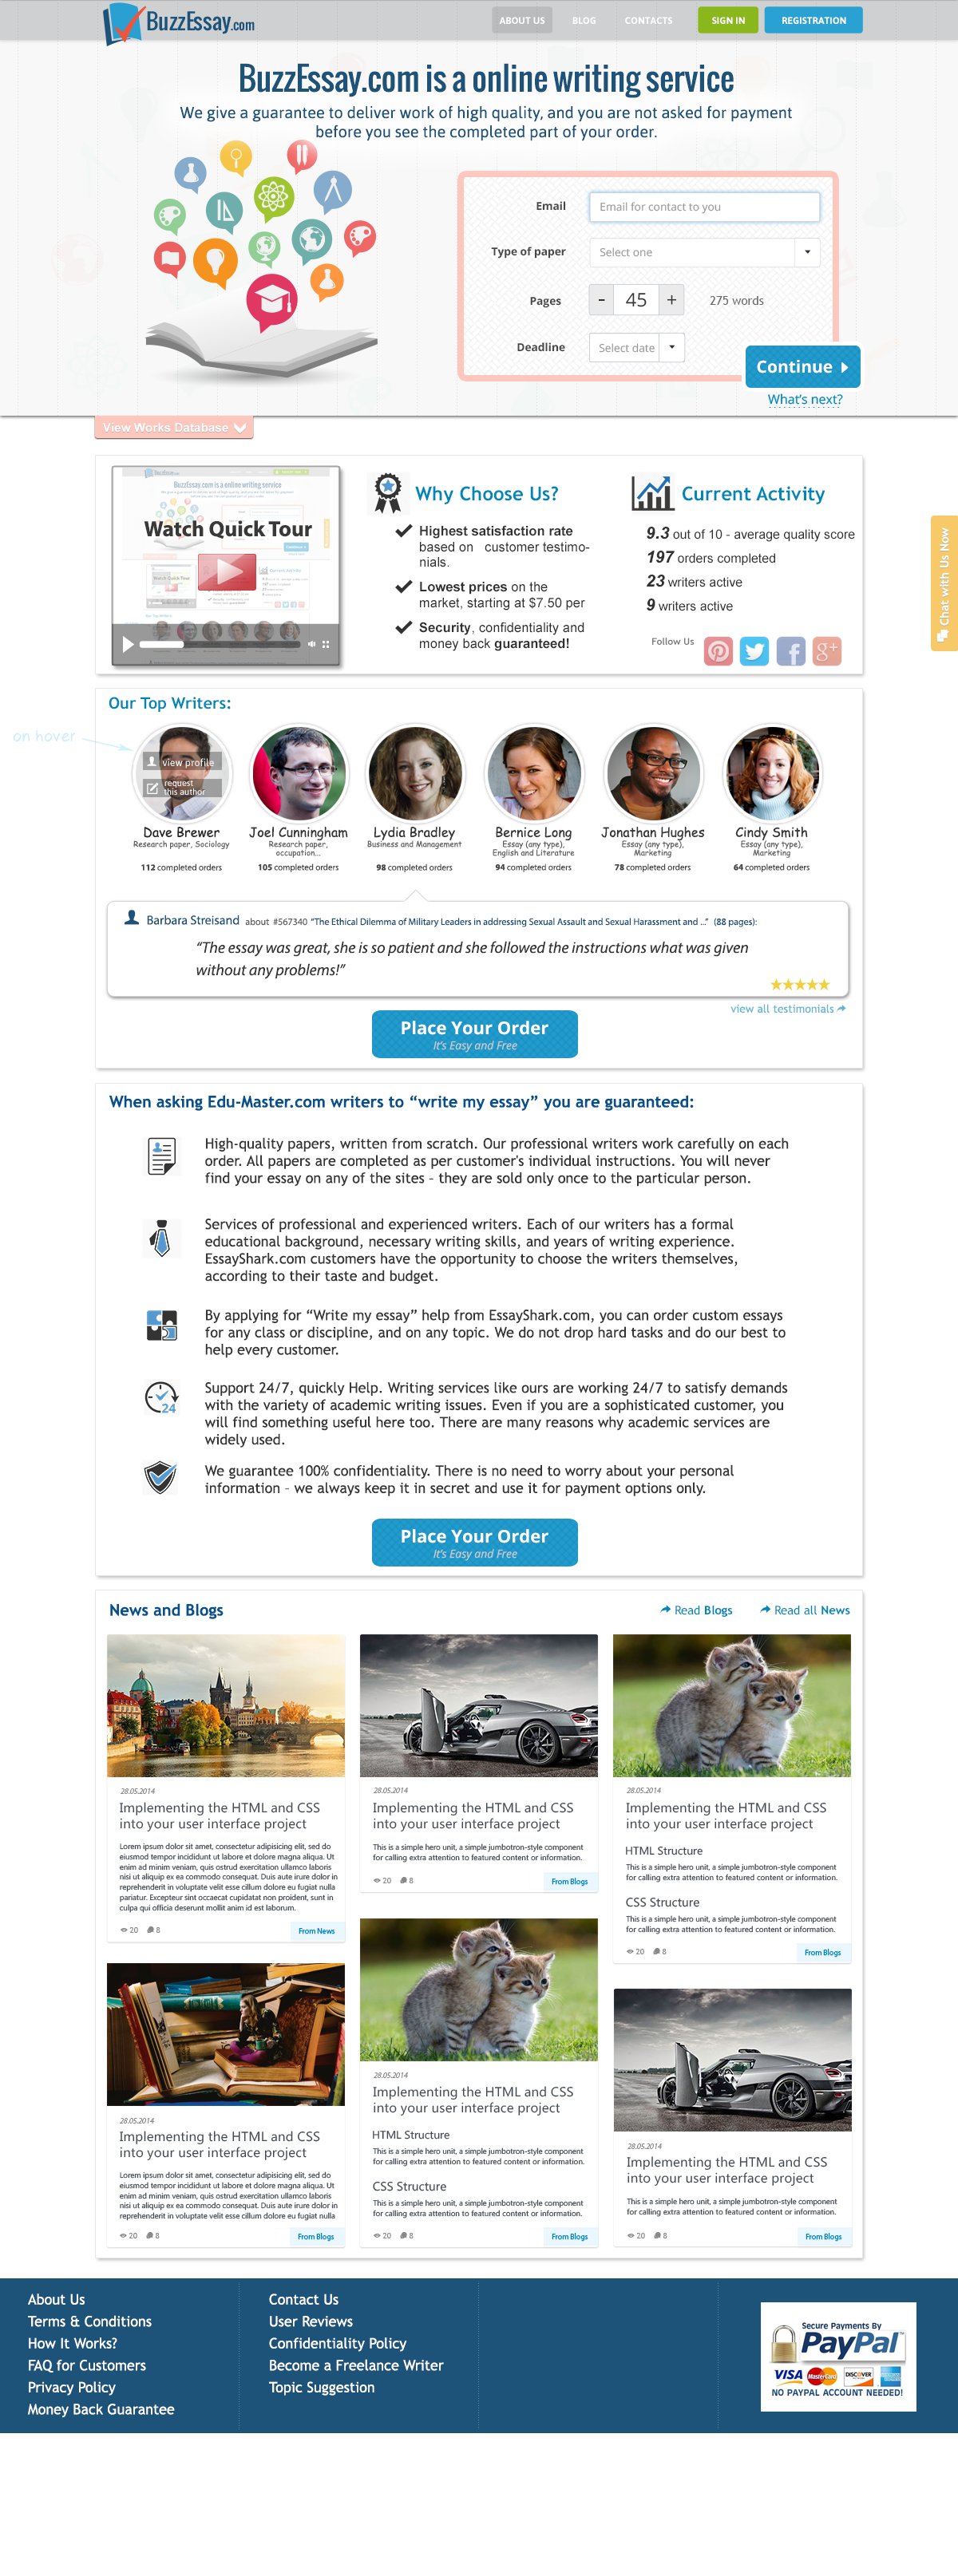 BuzzEssay.com
ABOUT US BLOG CONTACTS SIGN IN REGISTRATION
BuzzEssay.com is a online writing service
We give a guarantee to deliver work of high quality, and you are not asked for payment
before you see the completed part of your order.
Email Email for contact to you
Type of paper Select one
Pages - 45 + 275 words
Deadline Select date
Continue
What's next?
View Works Database
Watch Quick Tour
Why Choose Us?
Highest satisfaction rate
based on customer testimo-
nials.
Lowest prices on the
market, starting at $7.50 per
Security, confidentiality and
money back guaranteed!
Current Activity
9.3 out of 10 - average quality score
197 orders completed
23 writers active
9 writers active
Follow Us
Chat with Us Now
Our Top Writers:
on hover
view profile
request
this author
Dave Brewer
Research paper, Sociology
112 completed orders
Joel Cunningham
Research paper,
occupation...
105 completed orders
Lydia Bradley
Business and Management
98 completed orders
Bernice Long
Essay (any type),
English and Literature
94 completed orders
Jonathan Hughes
Essay (any type),
Marketing
78 completed orders
Cindy Smith
Essay (any type),
Marketing
64 completed orders
Barbara Streisand about #567340 "The Ethical Dilemma of Military Leaders in addressing Sexual Assault and Sexual Harassment and ..." (88 pages):
"The essay was great, she is so patient and she followed the instructions what was given
without any problems!"
view all testimonials
Place Your Order
It's Easy and Free
When asking Edu-Master.com writers to "write my essay" you are guaranteed:
High-quality papers, written from scratch. Our professional writers work carefully on each
order. All papers are completed as per customer's individual instructions. You will never
find your essay on any of the sites - they are sold only once to the particular person.
Services of professional and experienced writers. Each of our writers has a formal
educational background, necessary writing skills, and years of writing experience.
EssayShark.com customers have the opportunity to choose the writers themselves,
according to their taste and budget.
By applying for "Write my essay" help from EssayShark.com, you can order custom essays
for any class or discipline, and on any topic. We do not drop hard tasks and do our best to
help every customer.
24
Support 24/7, quickly Help. Writing services like ours are working 24/7 to satisfy demands
with the variety of academic writing issues. Even if you are a sophisticated customer, you
will find something useful here too. There are many reasons why academic services are
widely used.
We guarantee 100% confidentiality. There is no need to worry about your personal
information - we always keep it in secret and use it for payment options only.
Place Your Order
It's Easy and Free
News and Blogs
Read Blogs Read all News
28.05.2014
Implementing the HTML and CSS
into your user interface project
Lorem ipsum dolor sit amet, consectetur adipisicing elit, sed do
eiusmod tempor incididunt ut labore et dolore magna aliqua. Ut
enim ad minim veniam, quis ostrud exercitation ullamco laboris
nisi ut aliquip ex ea commodo consequat. Duis aute irure dolor in
reprehenderit in voluptate velit esse cillum dolore eu fugiat nulla
pariatur. Excepteur sint occaecat cupidatat non proident, sunt in
culpa qui officia deserunt mollit anim id est laborum.
20 8 From News
28.05.2014
Implementing the HTML and CSS
into your user interface project
Lorem ipsum dolor sit amet, consectetur adipisicing elit, sed do
eiusmod tempor incididunt ut labore et dolore magna aliqua. Ut
enim ad minim veniam, quis ostrud exercitation ullamco laboris
nisi ut aliquip ex ea commodo consequat. Duis aute irure dolor in
reprehenderit in voluptate velit esse cillum dolore eu fugiat nulla
20 8 From Blogs
28.05.2014
Implementing the HTML and CSS
into your user interface project
This is a simple hero unit, a simple jumbotron-style component
for calling extra attention to featured content or information.
20 8 From Blogs
28.05.2014
Implementing the HTML and CSS
into your user interface project
HTML Structure
This is a simple hero unit, a simple jumbotron-style component
for calling extra attention to featured content or information.
CSS Structure
This is a simple hero unit, a simple jumbotron-style component
for calling extra attention to featured content or information.
20 8 From Blogs
28.05.2014
Implementing the HTML and CSS
into your user interface project
HTML Structure
This is a simple hero unit, a simple jumbotron-style component
for calling extra attention to featured content or information.
CSS Structure
This is a simple hero unit, a simple jumbotron-style component
for calling extra attention to featured content or information.
20 8 From Blogs
28.05.2014
Implementing the HTML and CSS
into your user interface project
This is a simple hero unit, a simple jumbotron-style component
for calling extra attention to featured content or information.
20 8 From Blogs
About Us
Terms & Conditions
How It Works?
FAQ for Customers
Privacy Policy
Money Back Guarantee
Contact Us
User Reviews
Confidentiality Policy
Become a Freelance Writer
Topic Suggestion
Secure Payments By
PayPal
VISA MasterCard DISCOVER
NO PAYPAL ACCOUNT NEEDED!